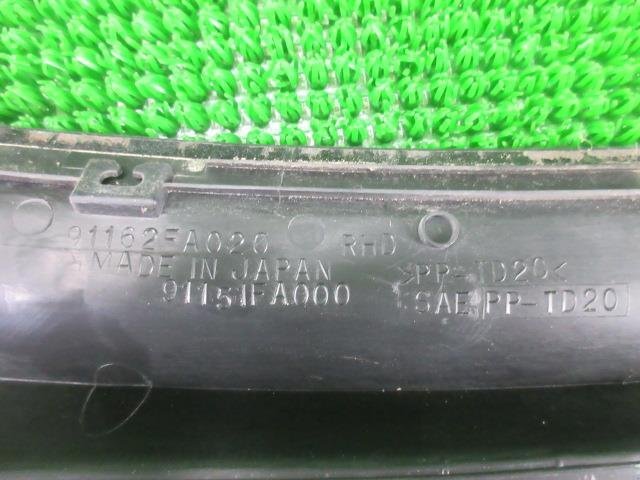 91162FA020 RHD >PP-TD20<
MADE IN JAPAN
91151FA000 SAE PP-TD20